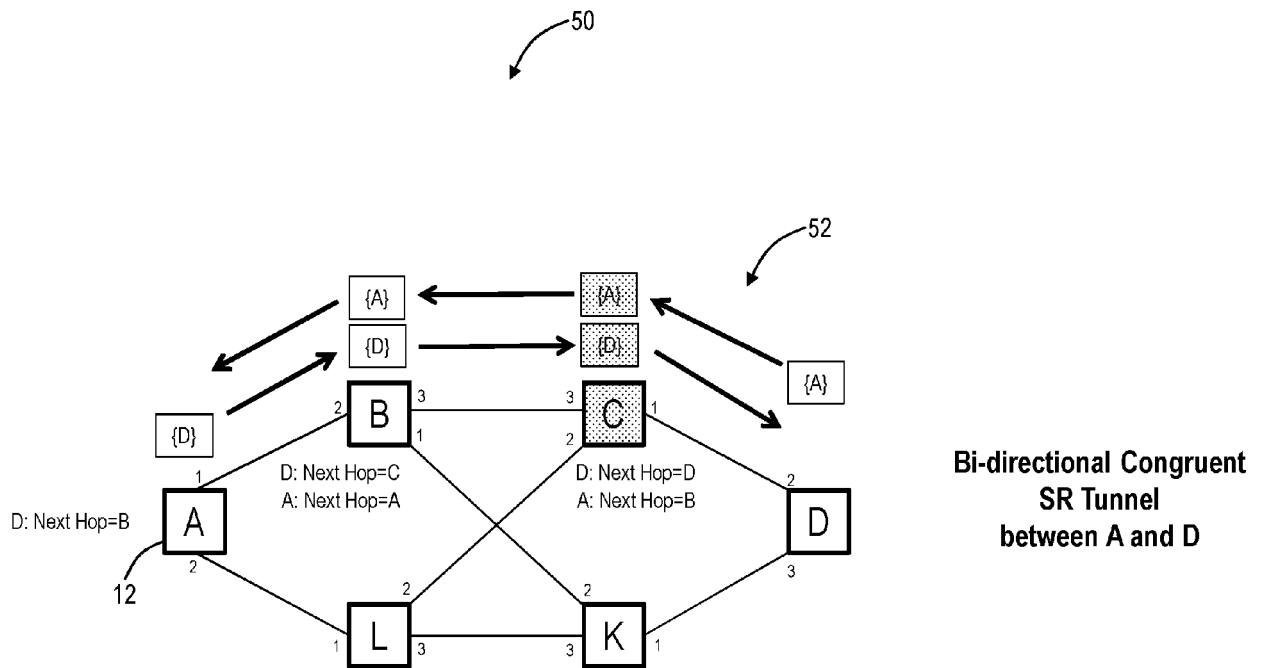 50
52
{A}
{A}
{D}
{D}
{A}
{D}
2
B
3
1
3
C
1
2
D: Next Hop=C
A: Next Hop=A
D: Next Hop=D
A: Next Hop=B
1
D: Next Hop=B
A
2
12
2
D
3
Bi-directional Congruent
SR Tunnel
between A and D
2
1
L
3
2
3
K
1